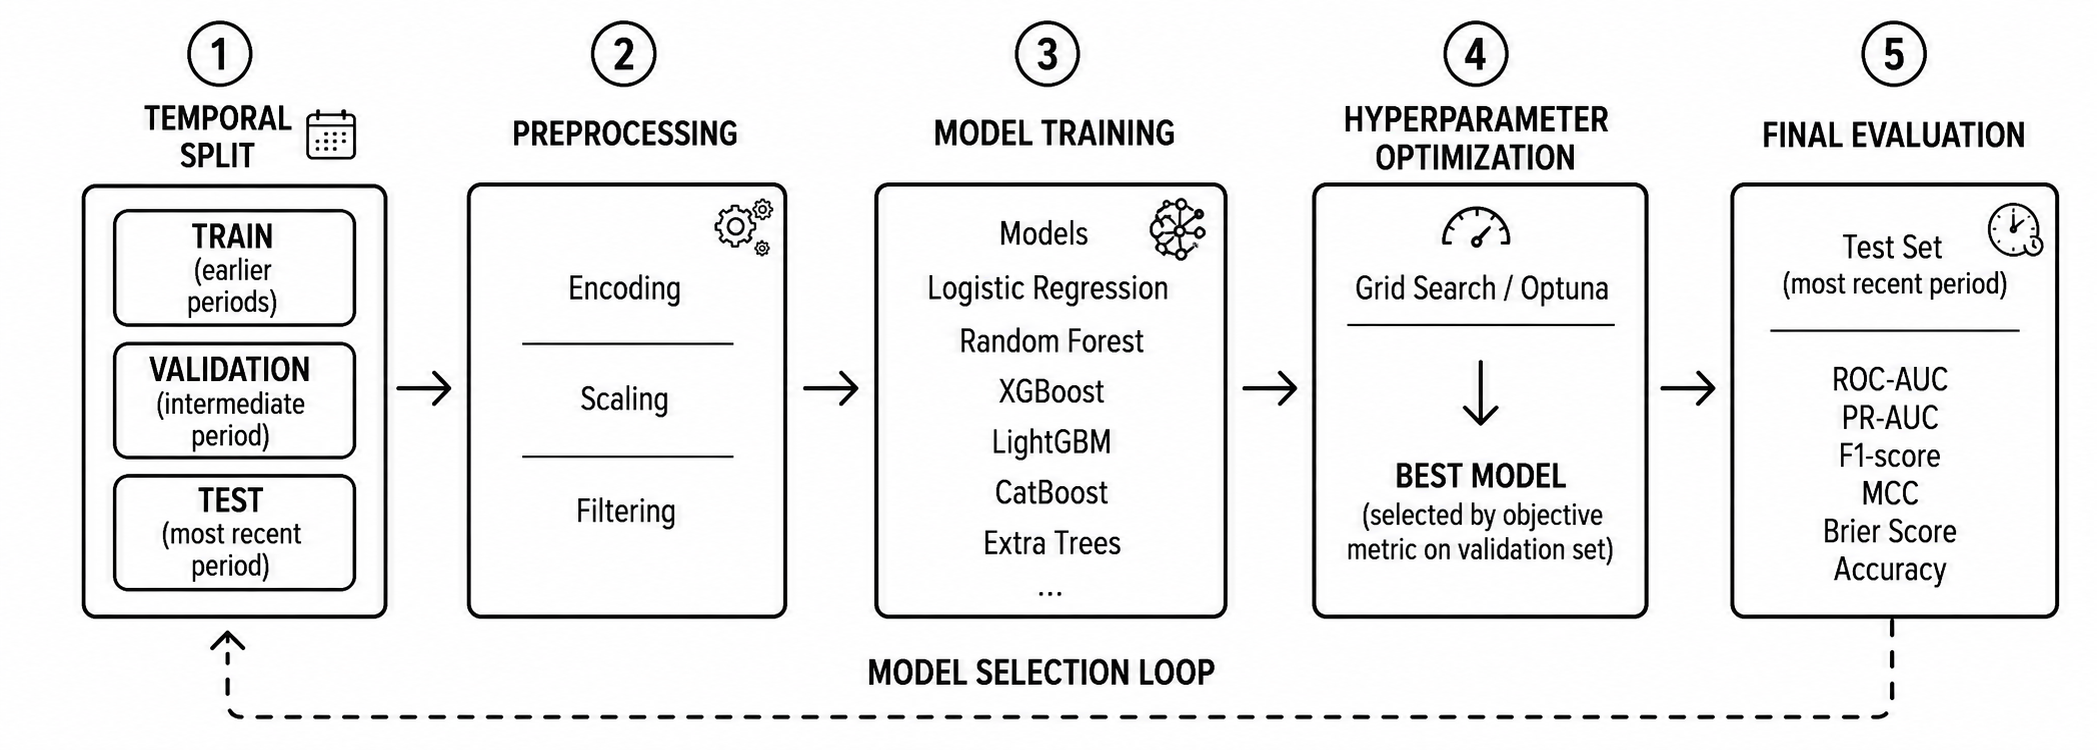 1
TEMPORAL
SPLIT
TRAIN
(earlier
periods)
VALIDATION
(intermediate
period)
TEST
(most recent
period)
2
PREPROCESSING
Encoding
Scaling
Filtering
3
MODEL TRAINING
Models
Logistic Regression
Random Forest
XGBoost
LightGBM
CatBoost
Extra Trees
...
4
HYPERPARAMETER
OPTIMIZATION
Grid Search / Optuna
BEST MODEL
(selected by objective
metric on validation set)
5
FINAL EVALUATION
Test Set
(most recent period)
ROC-AUC
PR-AUC
F1-score
MCC
Brier Score
Accuracy
MODEL SELECTION LOOP